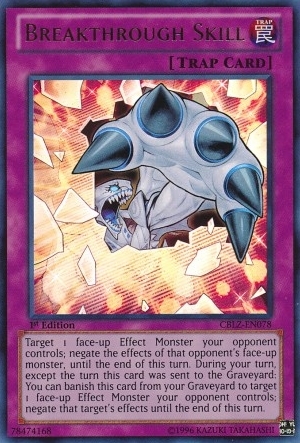 BREAKTHROUGH SKILL
TRAP
罠
[TRAP CARD]
1st Edition
CBLZ-EN078
Target 1 face-up Effect Monster your opponent
controls; negate the effects of that opponent's face-up
monster, until the end of this turn. During your turn,
except the turn this card was sent to the Graveyard:
You can banish this card from your Graveyard to target
1 face-up Effect Monster your opponent controls;
negate that target's effects until the end of this turn.
28474168
©1996 KAZUKI TAKAHASHI